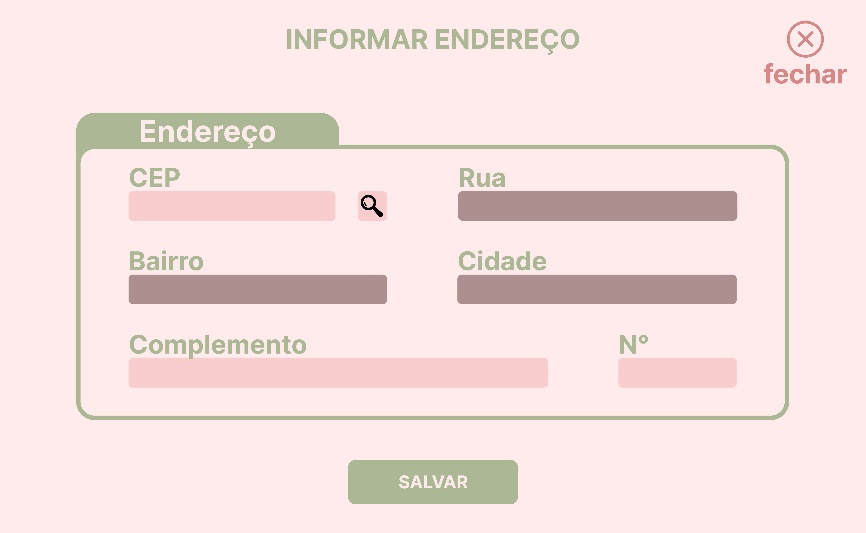 INFORMAR ENDEREÇO
fechar
Endereço
CEP
Rua
Bairro
Cidade
Complemento
Nº
SALVAR